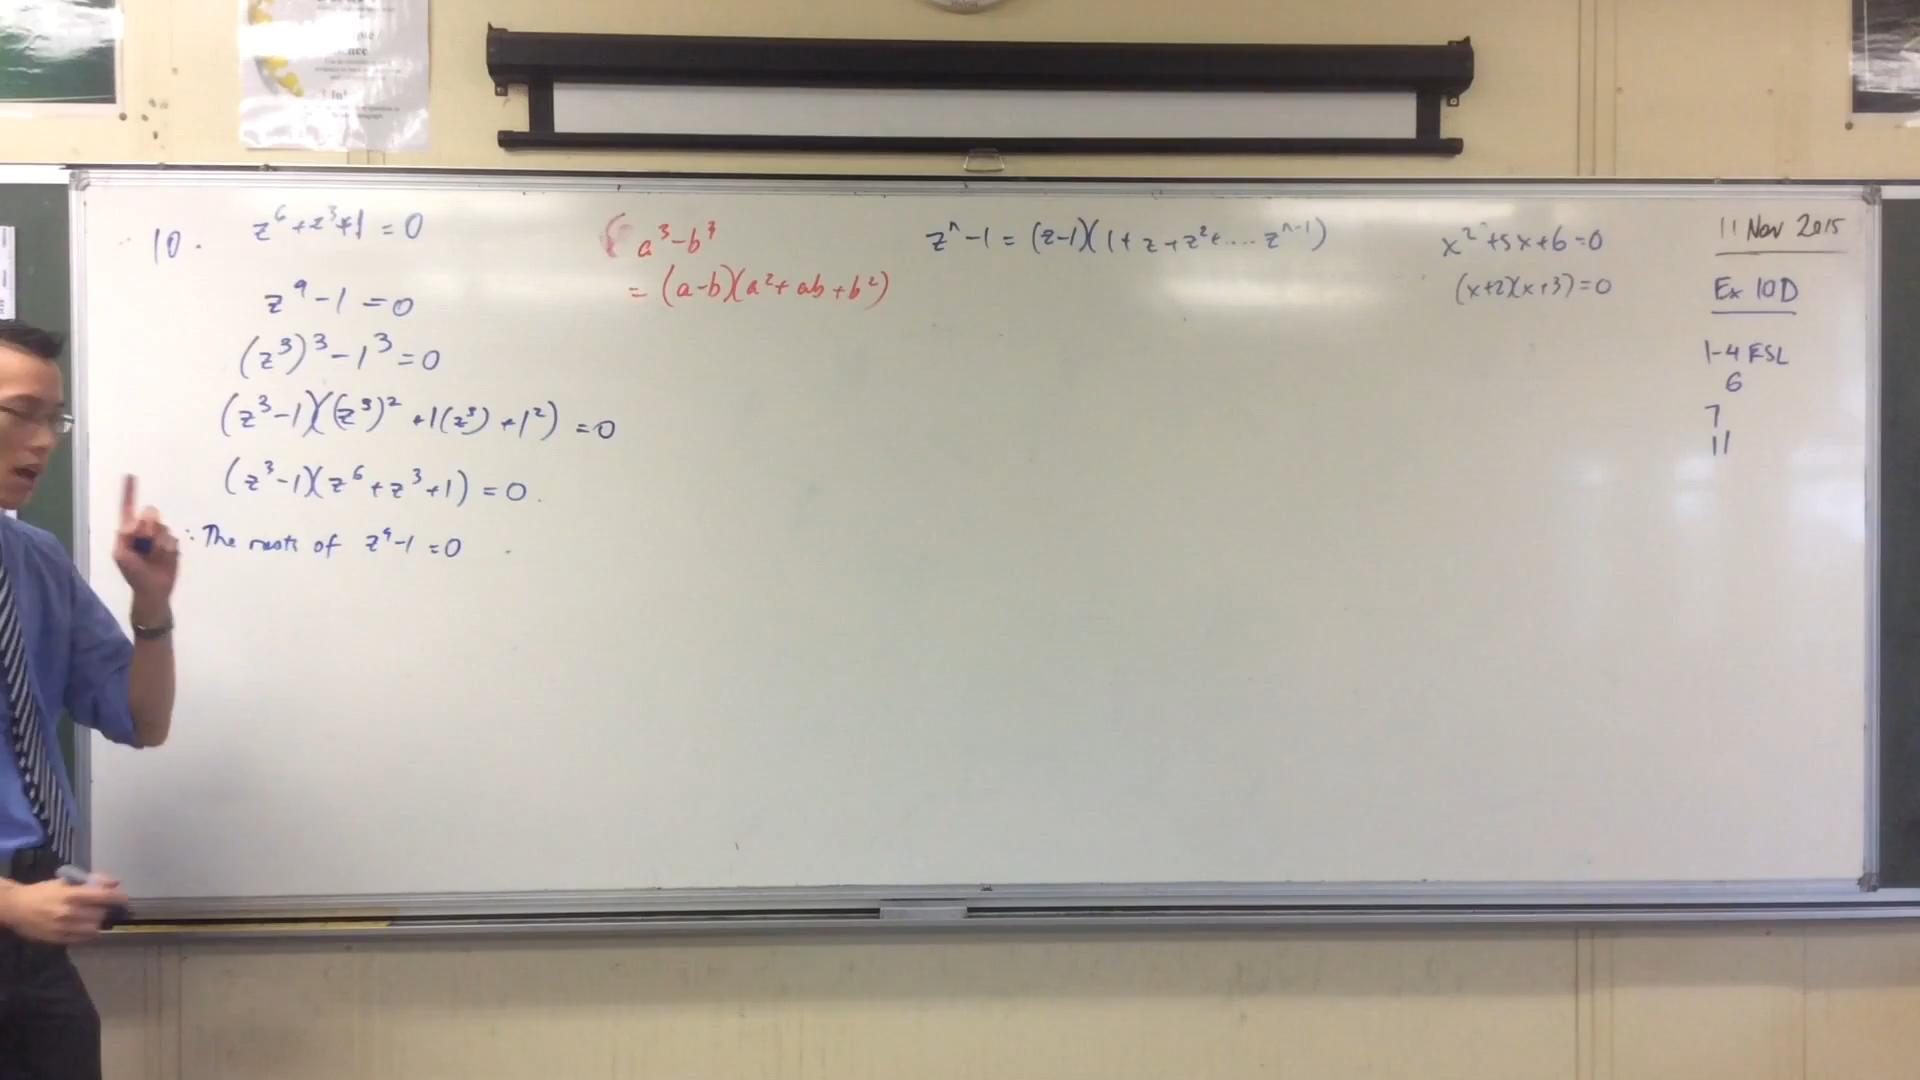 10. z⁶+z³+1=0
z⁹-1=0
(z³)³-1³=0
(z³-1)((z³)²+1(z³)+1²)=0
(z³-1)(z⁶+z³+1)=0.
∴ The roots of z⁹-1=0
a³-b³
=(a-b)(a²+ab+b²)
zⁿ-1=(z-1)(1+z+z²+....zⁿ⁻¹)
x²+5x+6=0
(x+2)(x+3)=0
11 Nov 2015
Ex 10D
1-4 ESL
6
7
11